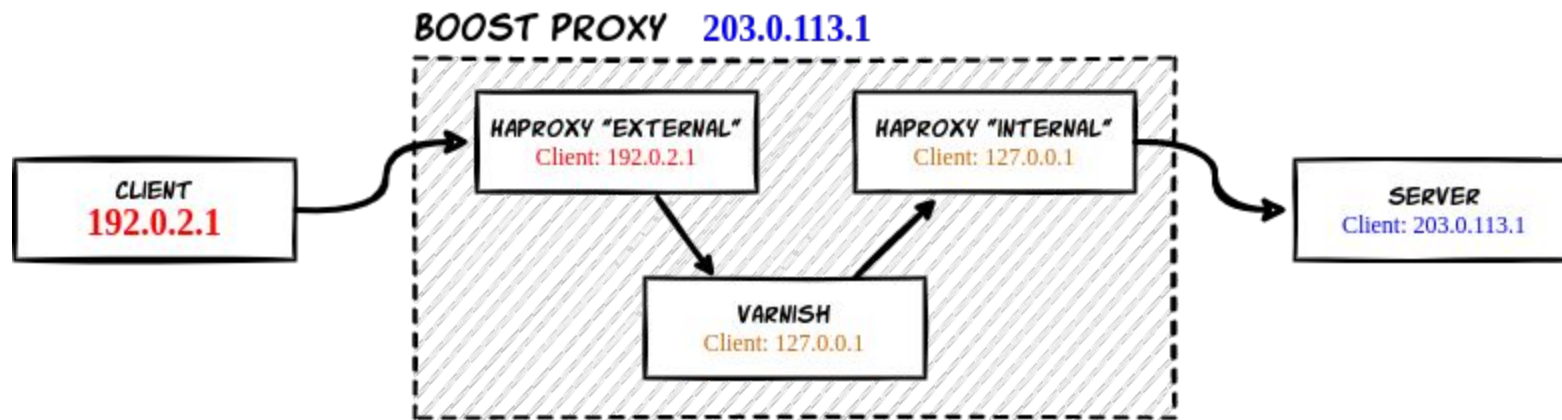 BOOST PROXY 203.0.113.1
HAPROXY "EXTERNAL"
Client: 192.0.2.1
HAPROXY "INTERNAL"
Client: 127.0.0.1
CLIENT
192.0.2.1
SERVER
Client: 203.0.113.1
VARNISH
Client: 127.0.0.1